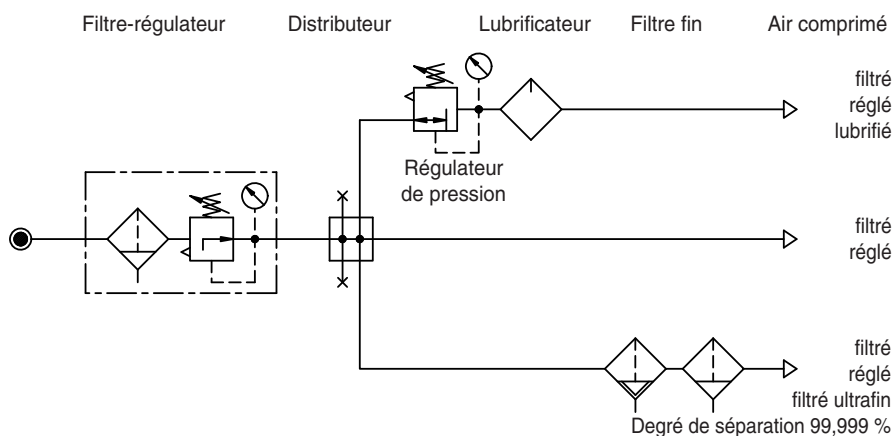 Filtre-régulateur
Distributeur
Lubrificateur
Filtre fin
Air comprimé
filtré
réglé
lubrifié
Régulateur
de pression
filtré
réglé
filtré
réglé
filtré ultrafin
Degré de séparation 99,999 %